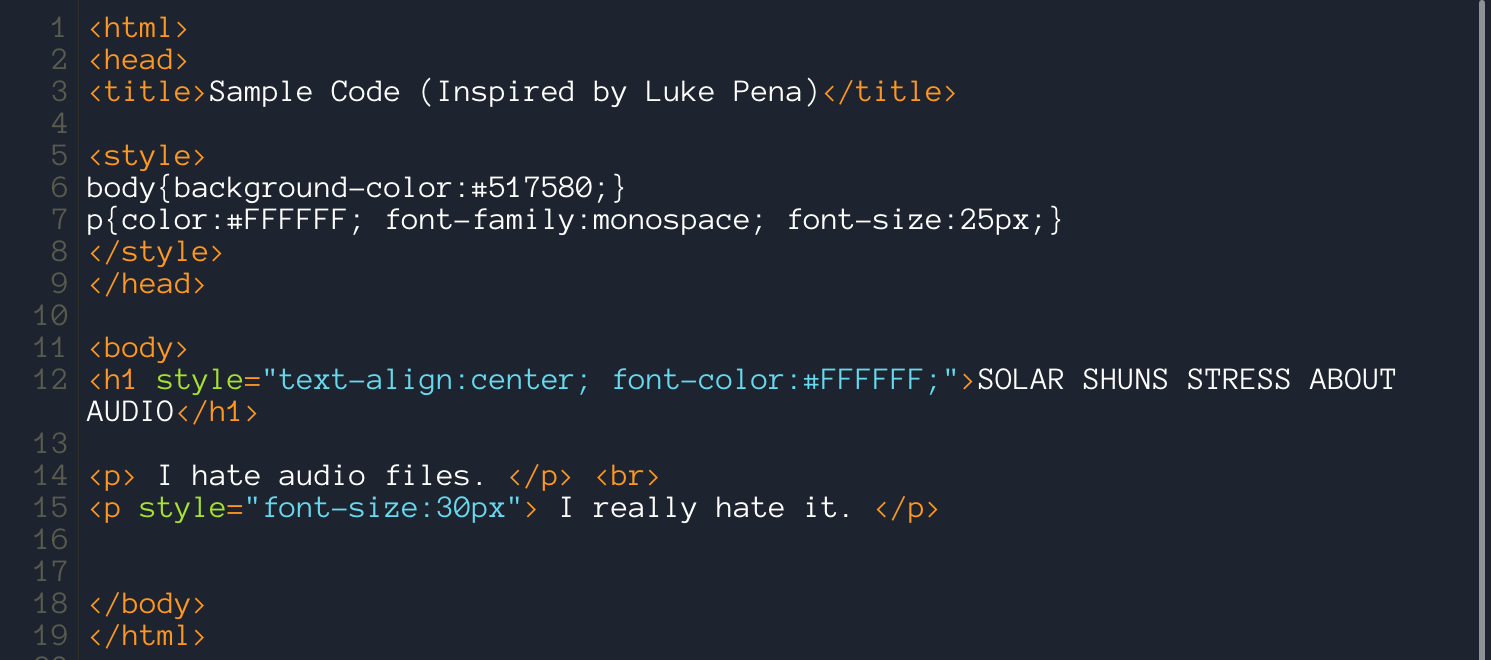 1 <html>
2 <head>
3 <title>Sample Code (Inspired by Luke Pena)</title>
4
5 <style>
6 body{background-color:#517580;}
7 p{color:#FFFFFF; font-family:monospace; font-size:25px;}
8 </style>
9 </head>
10
11 <body>
12 <h1 style="text-align:center; font-color:#FFFFFF;">SOLAR SHUNS STRESS ABOUT
AUDIO</h1>
13
14 <p> I hate audio files. </p> <br>
15 <p style="font-size:30px"> I really hate it. </p>
16
17
18 </body>
19 </html>